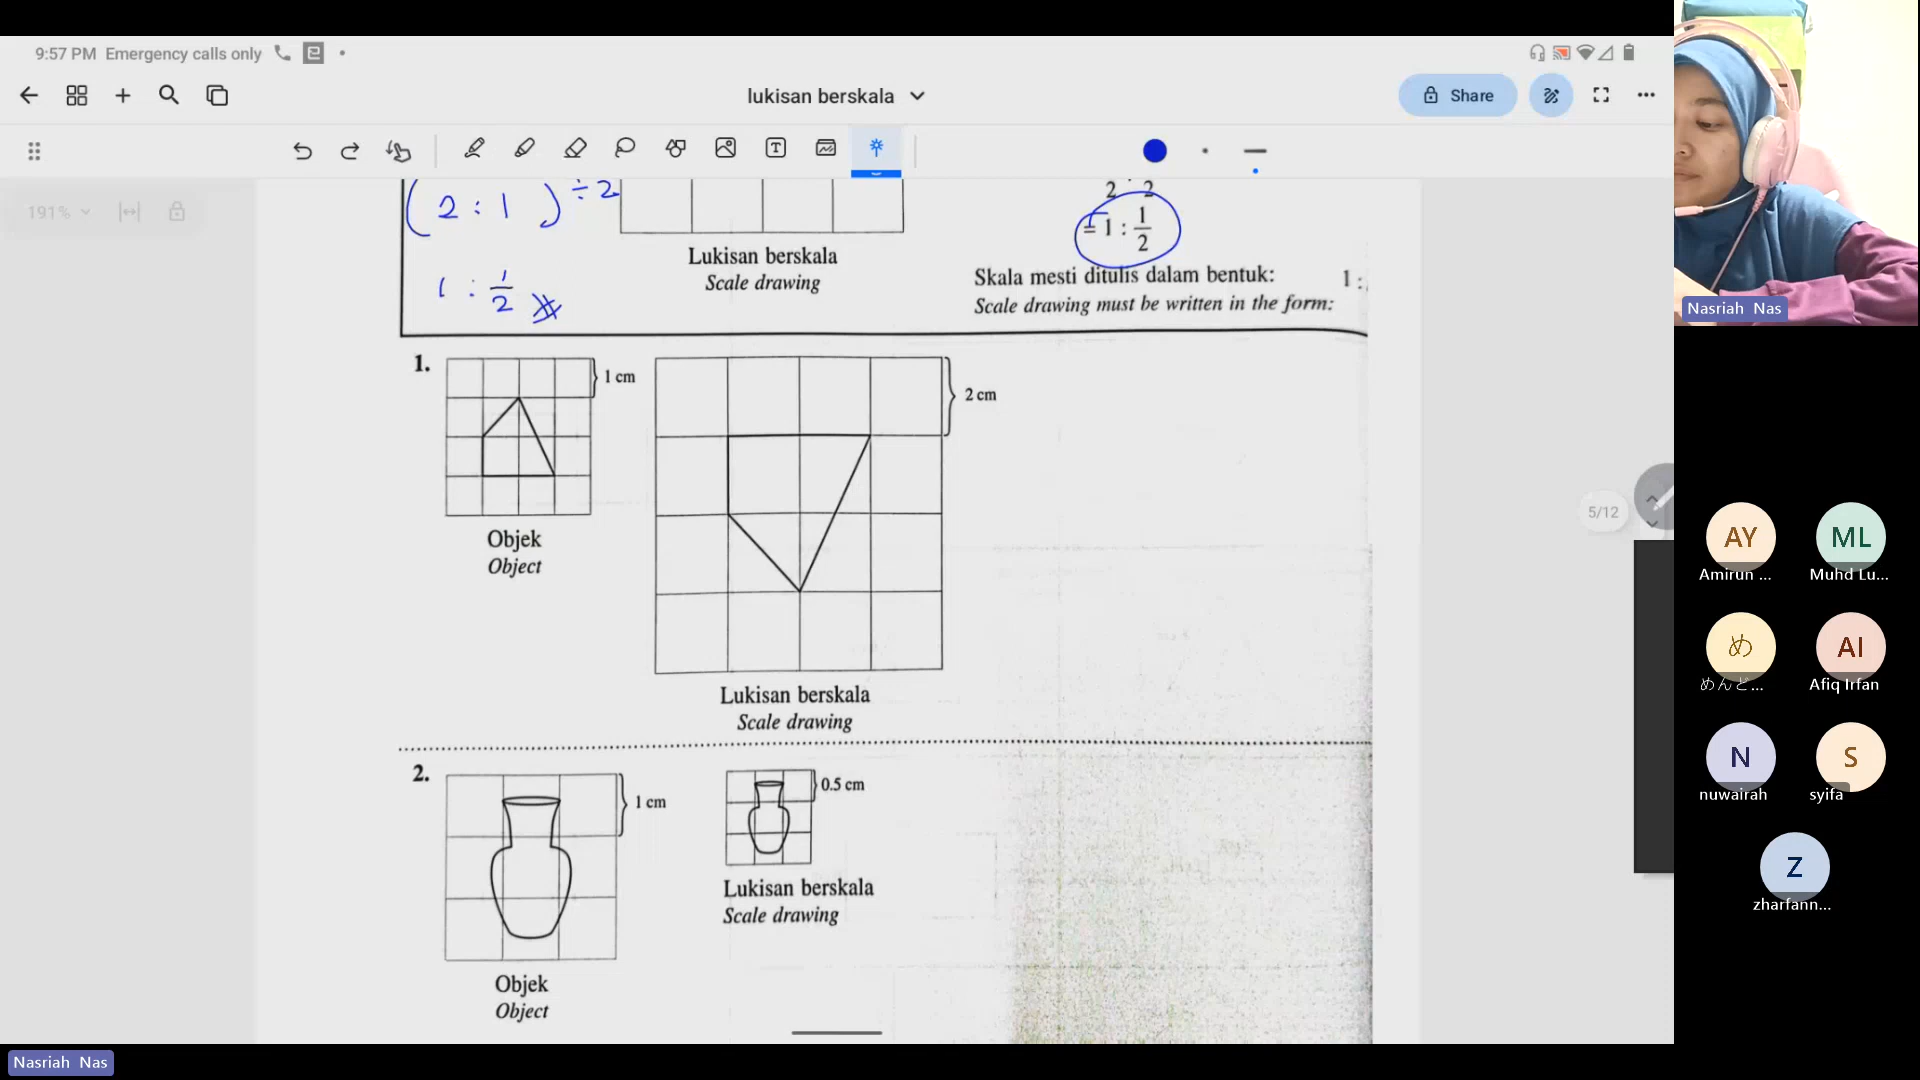 9:57 PM Emergency calls only
lukisan berskala
Share
191%
( 2 : 1 ) ÷ 2
1 : 1/2
Lukisan berskala
Scale drawing
2 : 2
= 1 : 1/2
Skala mesti ditulis dalam bentuk: 1 :
Scale drawing must be written in the form:
1.
1 cm
2 cm
Objek
Object
Lukisan berskala
Scale drawing
5/12
2.
1 cm
0.5 cm
Lukisan berskala
Scale drawing
Objek
Object
Nasriah Nas
AY
Amirun ...
ML
Muhd Lu...
め
めんど...
AI
Afiq Irfan
N
nuwairah
S
syifa
Z
zharfann...
Nasriah Nas